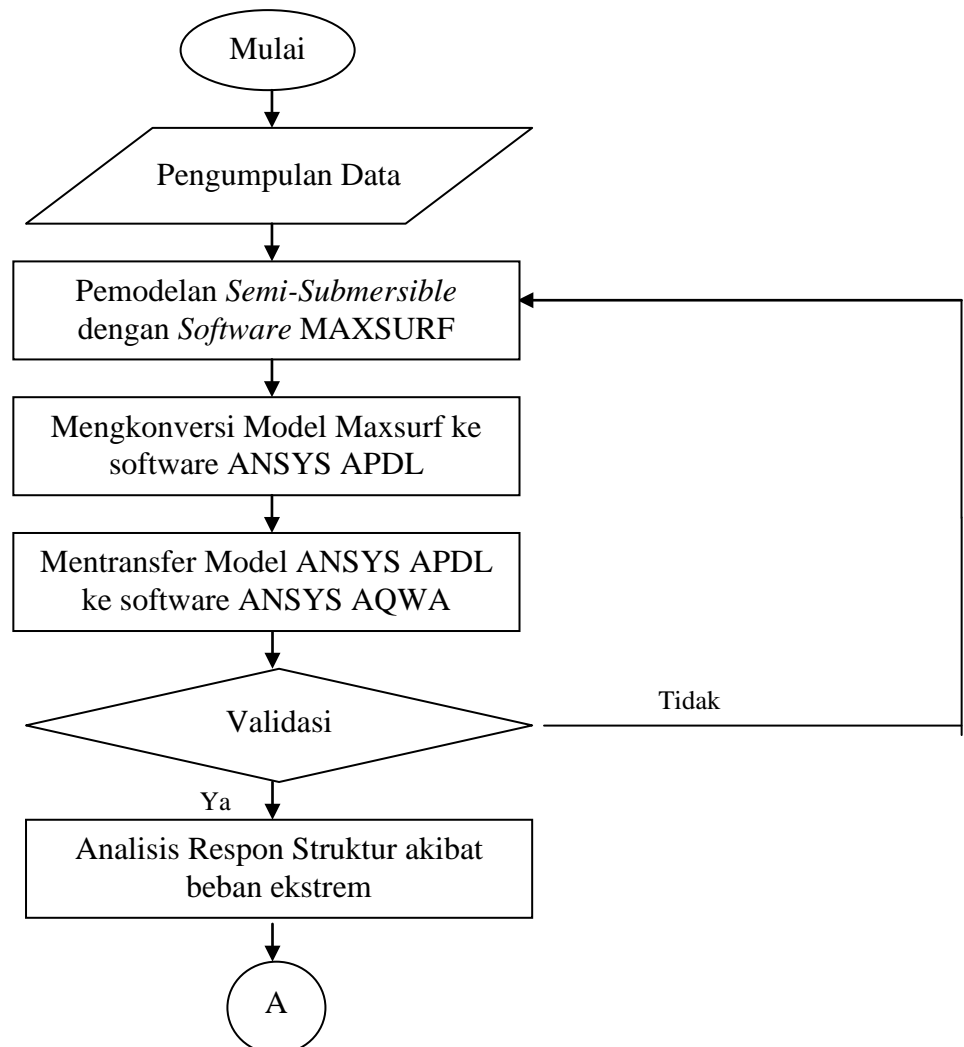 Mulai
Pengumpulan Data
Pemodelan Semi-Submersible
dengan Software MAXSURF
Mengkonversi Model Maxsurf ke
software ANSYS APDL
Mentransfer Model ANSYS APDL
ke software ANSYS AQWA
Validasi
Tidak
Ya
Analisis Respon Struktur akibat
beban ekstrem
A